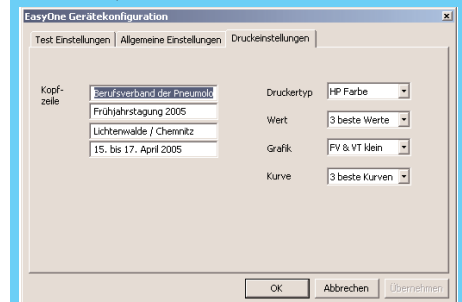 EasyOne Gerätekonfiguration
Test Einstellungen Allgemeine Einstellungen Druckeinstellungen
Kopf-
zeile
Berufsverband der Pneumolo
Frühjahrstagung 2005
Lichtenwalde / Chemnitz
15. bis 17. April 2005
Druckertyp HP Farbe
Wert 3 beste Werte
Grafik FV & VT klein
Kurve 3 beste Kurven
OK Abbrechen Übernehmen